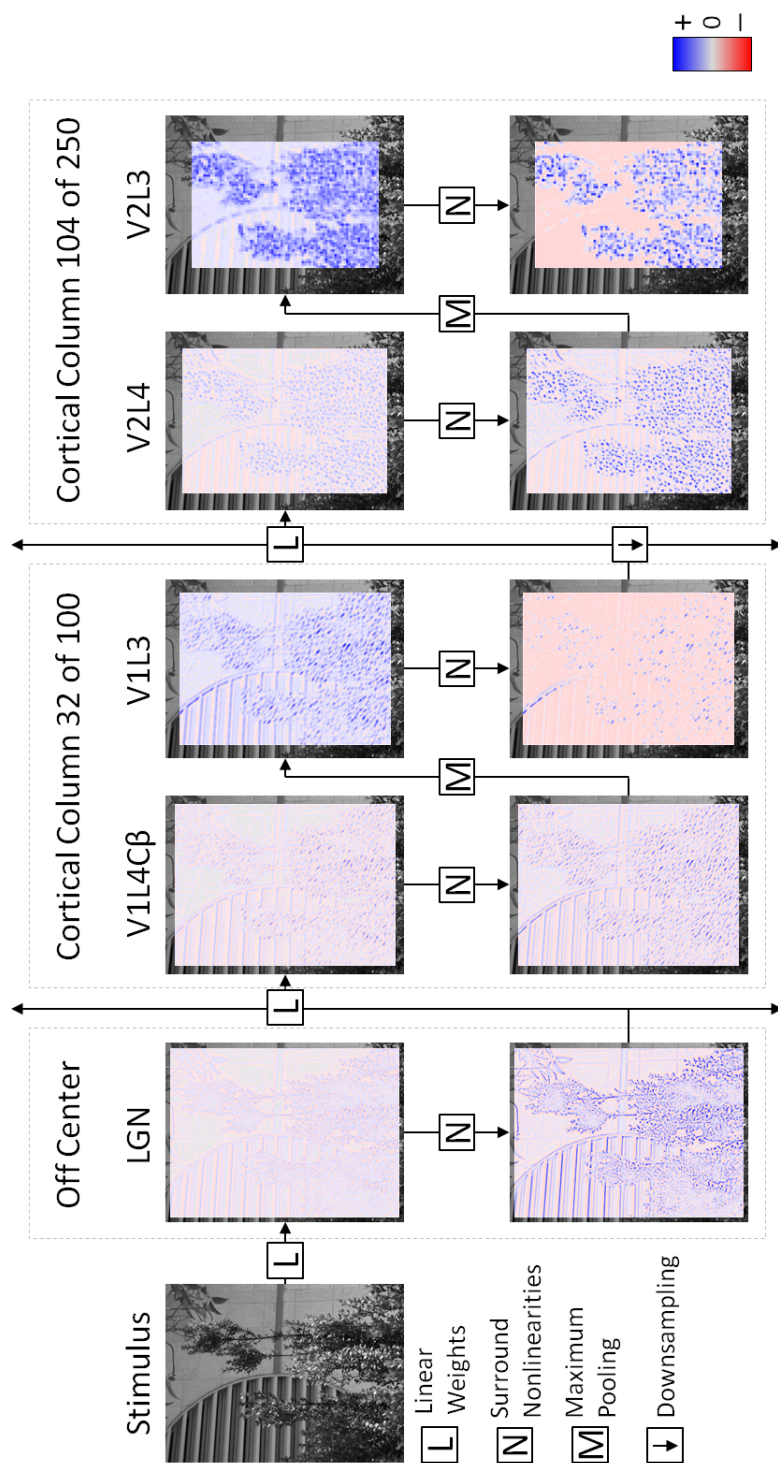 Stimulus
Off Center
LGN
Cortical Column 32 of 100
V1L4Cβ
V1L3
Cortical Column 104 of 250
V2L4
V2L3
L
L
L
N
N
N
N
N
M
M
L
Linear
Weights
N
Surround
Nonlinearities
M
Maximum
Pooling
Downsampling
+
0
−